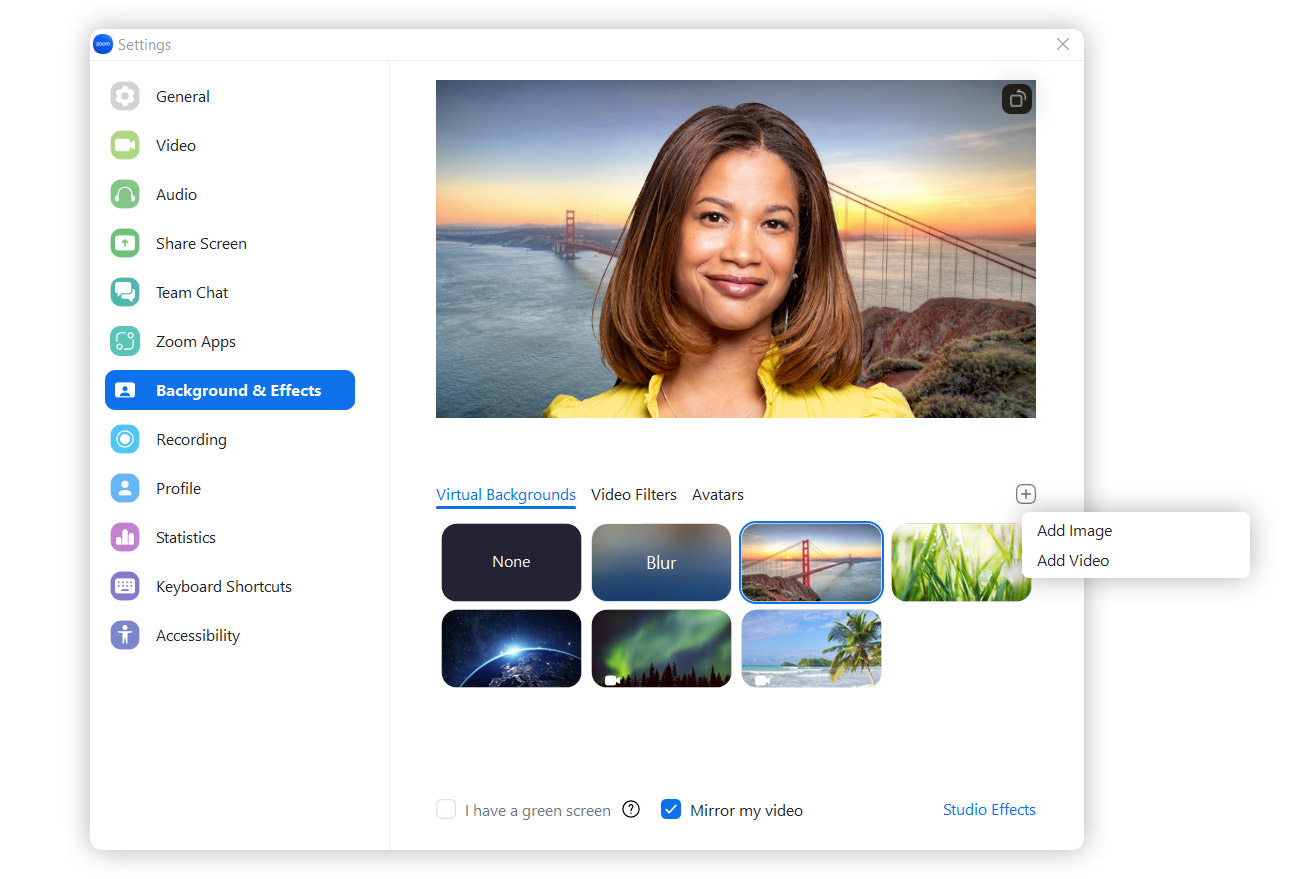 zoom Settings
General
Video
Audio
Share Screen
Team Chat
Zoom Apps
Background & Effects
Recording
Profile
Statistics
Keyboard Shortcuts
Accessibility
Virtual Backgrounds Video Filters Avatars
Add Image
Add Video
None Blur
I have a green screen ? Mirror my video Studio Effects